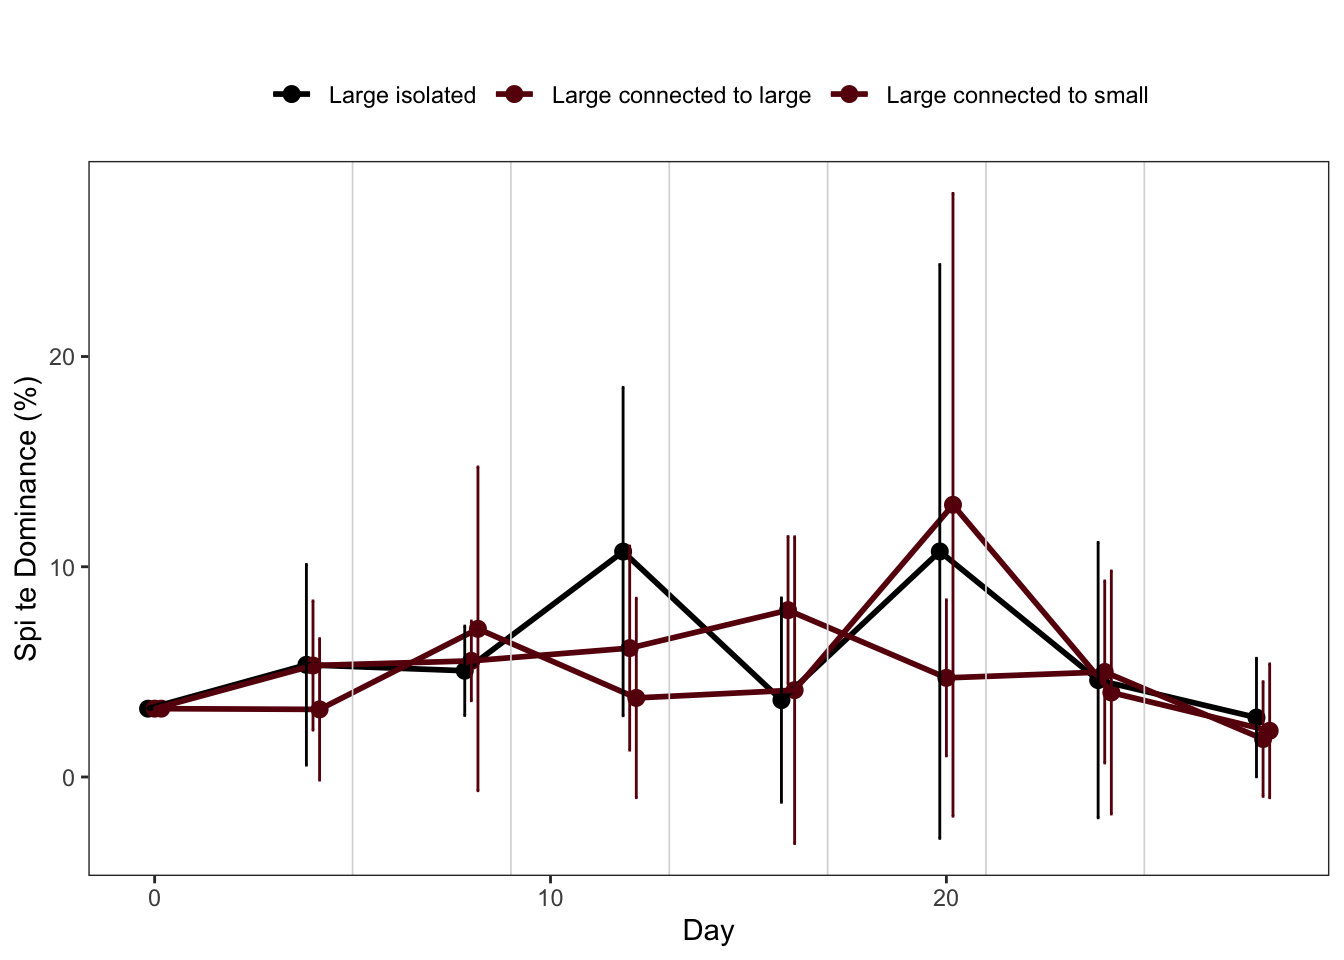 Large isolated Large connected to large Large connected to small
Spi te Dominance (%)
20
10
0
0 10 20
Day